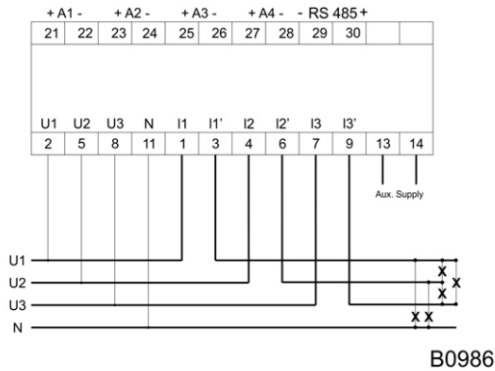 + A1 - + A2 - + A3 - + A4 - - RS 485 +
21 22 23 24 25 26 27 28 29 30
U1 U2 U3 N I1 I1' I2 I2' I3 I3'
2 5 8 11 1 3 4 6 7 9 13 14
Aux. Supply
U1
U2
X
X
U3
X
N
X X
B0986